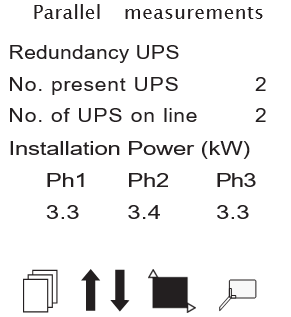 Parallel measurements
Redundancy UPS
No. present UPS 2
No. of UPS on line 2
Installation Power (kW)
Ph1 Ph2 Ph3
3.3 3.4 3.3